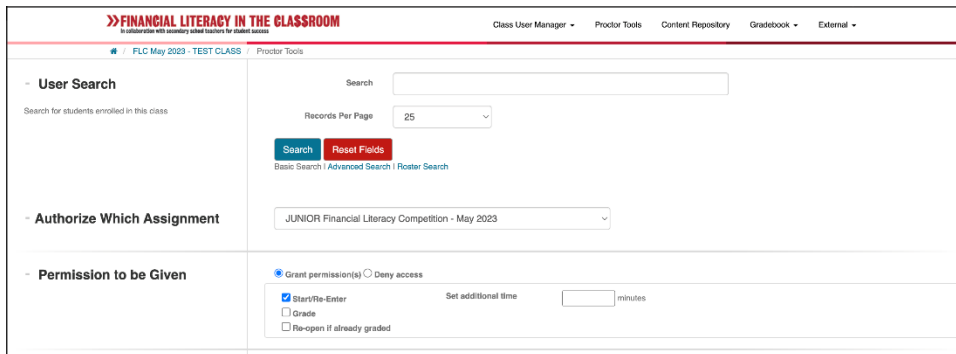 >>FINANCIAL LITERACY IN THE CLA$$ROOM
In collaboration with secondary school teachers for student success
Class User Manager
Proctor Tools
Content Repository
Gradebook
External
/ FLC May 2023 - TEST CLASS / Proctor Tools
- User Search
Search for students enrolled in this class
Search
Records Per Page
25
Search
Reset Fields
Basic Search | Advanced Search | Roster Search
- Authorize Which Assignment
JUNIOR Financial Literacy Competition - May 2023
- Permission to be Given
Grant permission(s)
Deny access
Start/Re-Enter
Set additional time
minutes
Grade
Re-open if already graded